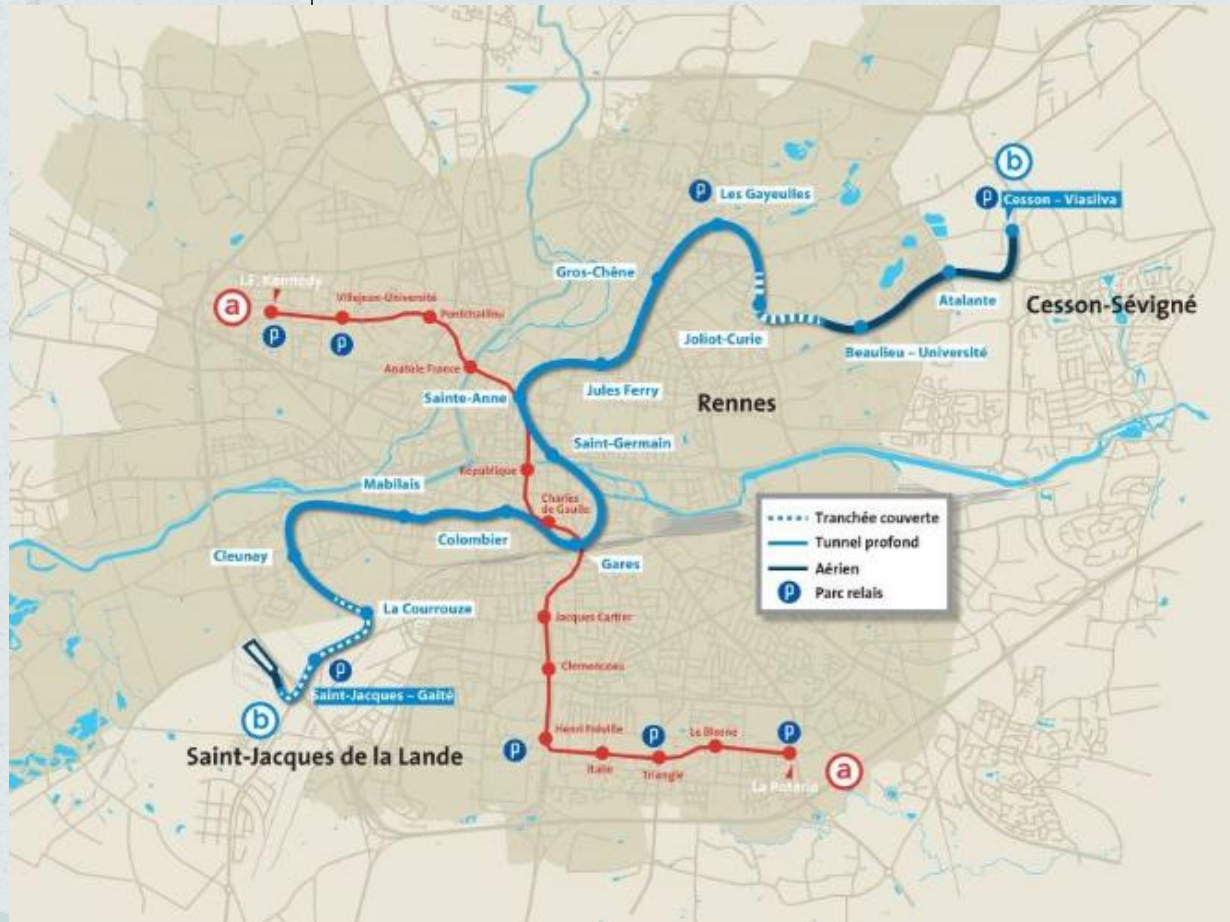 b
P
Cesson – Viasilva
P
Les Gayeulles
Gros-Chêne
Atalante
Cesson-Sévigné
J.F. Kennedy
a
Villejean-Université
Pontchaillou
P
P
Joliot-Curie
Beaulieu – Université
Anatole France
Sainte-Anne
Jules Ferry
Rennes
Saint-Germain
République
Mabilais
Charles
de Gaulle
Colombier
Cleunay
Gares
Tranchée couverte
Tunnel profond
Aérien
P Parc relais
La Courrouze
Jacques Cartier
P
Clemenceau
Saint-Jacques – Gaité
b
Saint-Jacques de la Lande
Henri Fréville
P
Italie
P
Triangle
Le Blosne
P
La Poterie
a